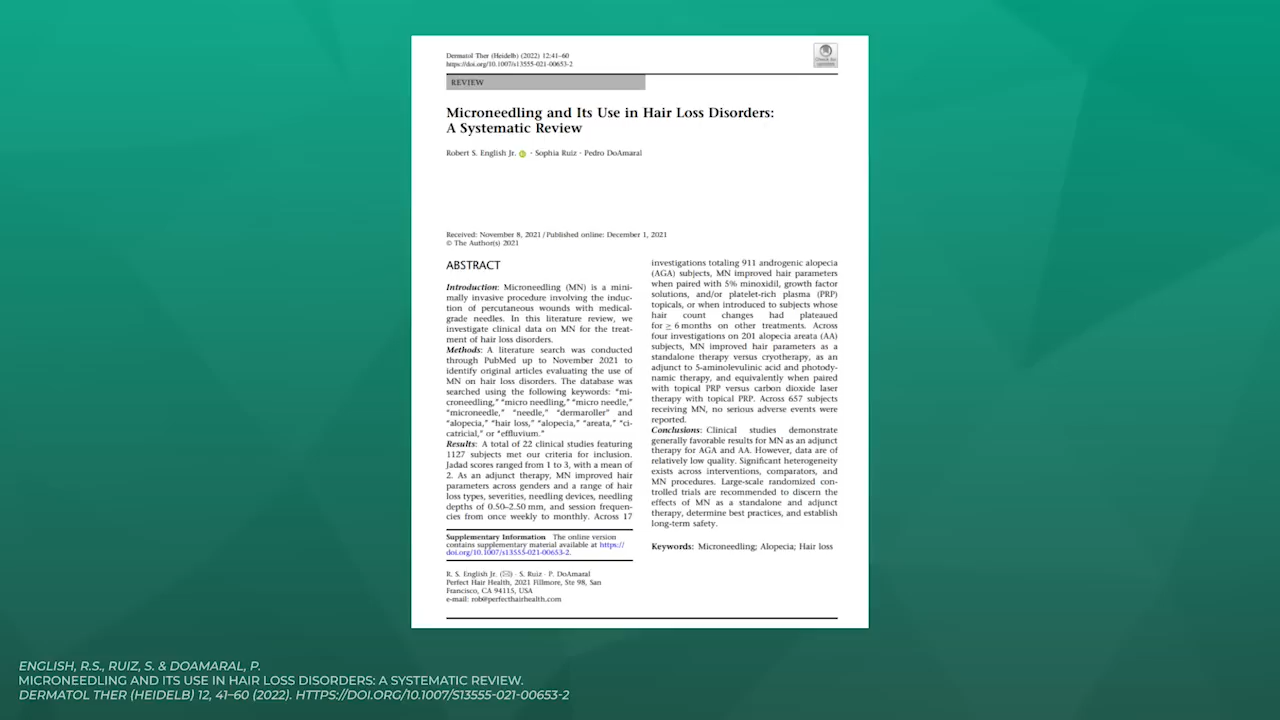 Dermatol Ther (Heidelb) (2022) 12:41–60
https://doi.org/10.1007/s13555-021-00653-2
Check for
updates
REVIEW
Microneedling and Its Use in Hair Loss Disorders:
A Systematic Review
Robert S. English Jr. · Sophia Ruiz · Pedro DoAmaral
Received: November 8, 2021 / Published online: December 1, 2021
© The Author(s) 2021
ABSTRACT
Introduction: Microneedling (MN) is a mini-
mally invasive procedure involving the induc-
tion of percutaneous wounds with medical-
grade needles. In this literature review, we
investigate clinical data on MN for the treat-
ment of hair loss disorders.
Methods: A literature search was conducted
through PubMed up to November 2021 to
identify original articles evaluating the use of
MN on hair loss disorders. The database was
searched using the following keywords: “mi-
croneedling,” “micro needling,” “micro needle,”
“microneedle,” “needle,” “dermaroller” and
“alopecia,” “hair loss,” “alopecia,” “areata,” “ci-
catricial,” or “effluvium.”
Results: A total of 22 clinical studies featuring
1127 subjects met our criteria for inclusion.
Jadad scores ranged from 1 to 3, with a mean of
2. As an adjunct therapy, MN improved hair
parameters across genders and a range of hair
loss types, severities, needling devices, needling
depths of 0.50–2.50 mm, and session frequen-
cies from once weekly to monthly. Across 17
Supplementary Information The online version
contains supplementary material available at https://
doi.org/10.1007/s13555-021-00653-2.
R. S. English Jr. (✉) · S. Ruiz · P. DoAmaral
Perfect Hair Health, 2021 Fillmore, Ste 98, San
Francisco, CA 94115, USA
e-mail: rob@perfecthairhealth.com
investigations totaling 911 androgenic alopecia
(AGA) subjects, MN improved hair parameters
when paired with 5% minoxidil, growth factor
solutions, and/or platelet-rich plasma (PRP)
topicals, or when introduced to subjects whose
hair count changes had plateaued
for ≥ 6 months on other treatments. Across
four investigations on 201 alopecia areata (AA)
subjects, MN improved hair parameters as a
standalone therapy versus cryotherapy, as an
adjunct to 5-aminolevulinic acid and photody-
namic therapy, and equivalently when paired
with topical PRP versus carbon dioxide laser
therapy with topical PRP. Across 657 subjects
receiving MN, no serious adverse events were
reported.
Conclusions: Clinical studies demonstrate
generally favorable results for MN as an adjunct
therapy for AGA and AA. However, data are of
relatively low quality. Significant heterogeneity
exists across interventions, comparators, and
MN procedures. Large-scale randomized con-
trolled trials are recommended to discern the
effects of MN as a standalone and adjunct
therapy, determine best practices, and establish
long-term safety.
Keywords: Microneedling; Alopecia; Hair loss
ENGLISH, R.S., RUIZ, S. & DOAMARAL, P.
MICRONEEDLING AND ITS USE IN HAIR LOSS DISORDERS: A SYSTEMATIC REVIEW.
DERMATOL THER (HEIDELB) 12, 41–60 (2022). HTTPS://DOI.ORG/10.1007/S13555-021-00653-2